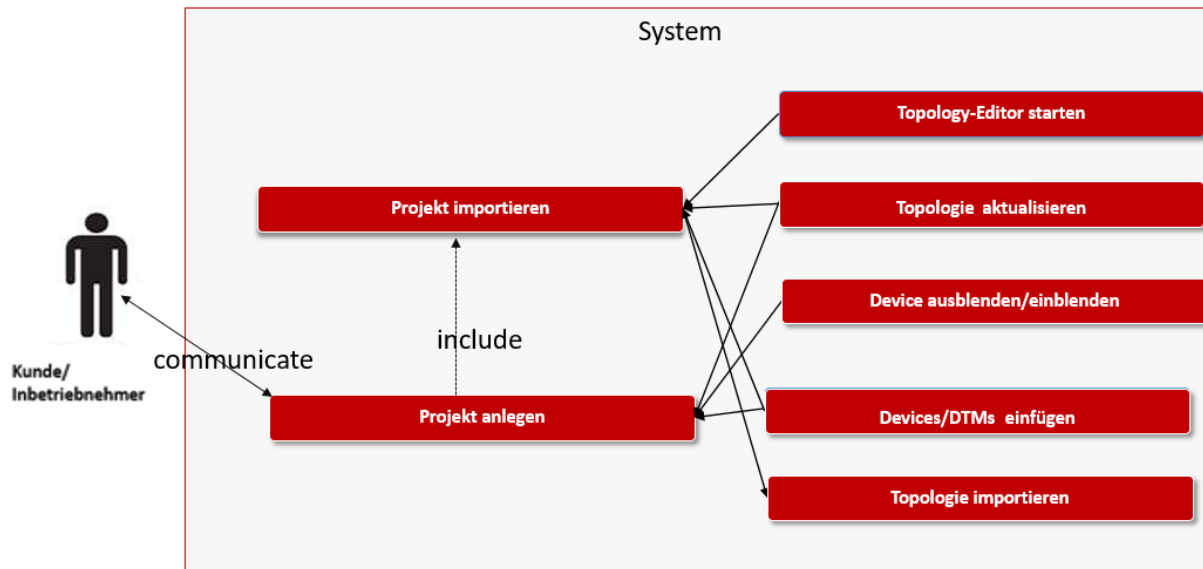 System
Topology-Editor starten
Projekt importieren
Topologie aktualisieren
Device ausblenden/einblenden
include
communicate
Kunde/
Inbetriebnehmer
Projekt anlegen
Devices/DTMs einfügen
Topologie importieren